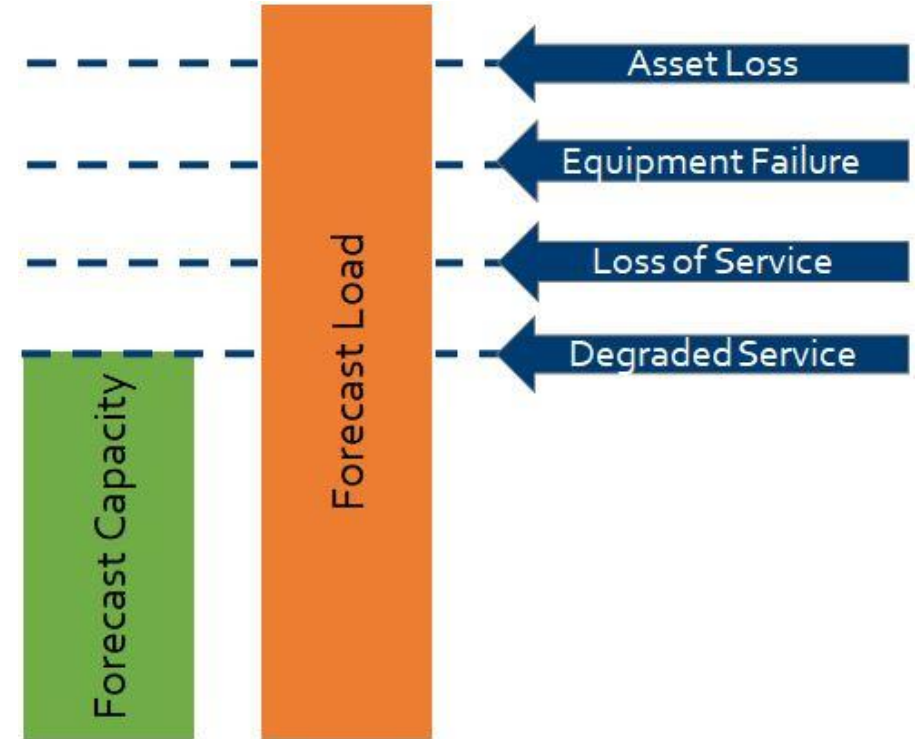 Asset Loss
Equipment Failure
Loss of Service
Degraded Service
Forecast Load
Forecast Capacity